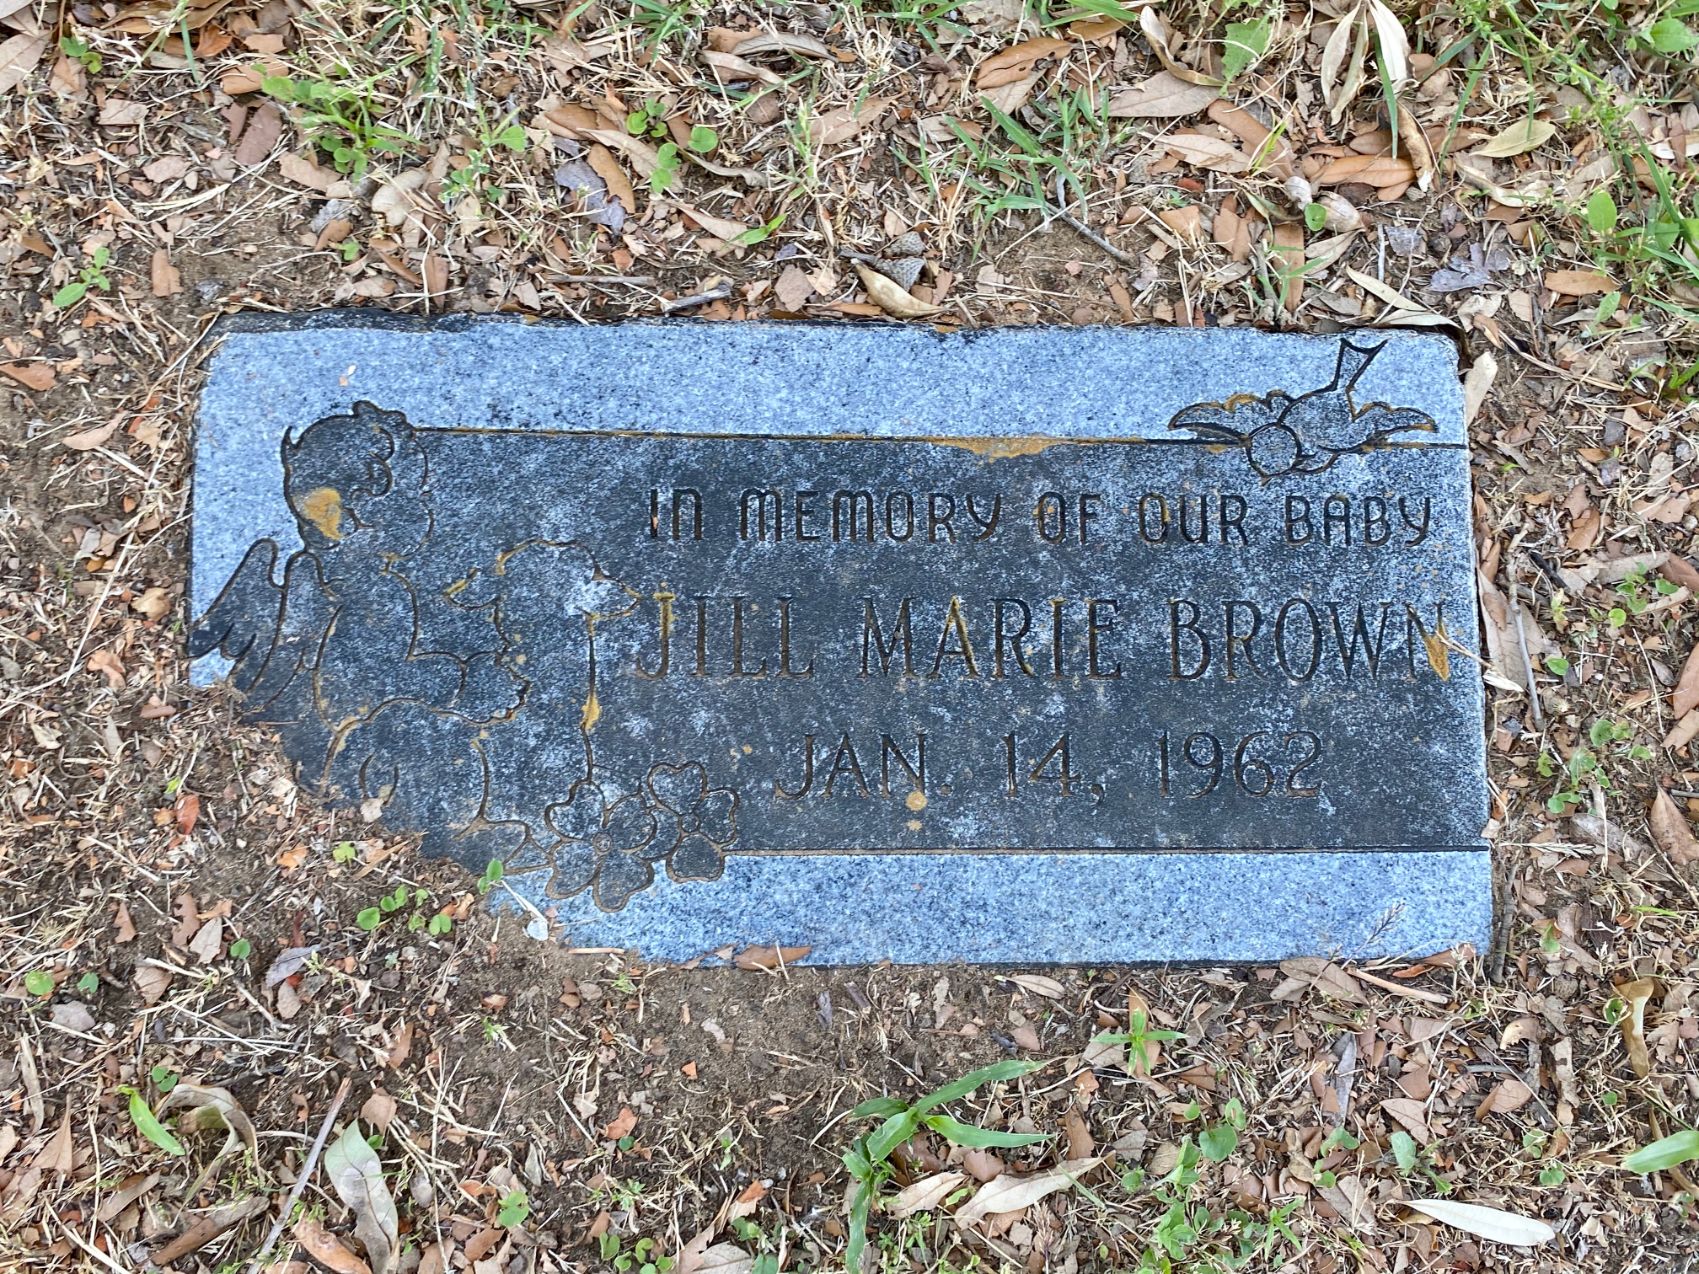 IN MEMORY OF OUR BABY
JILL MARIE BROWN
JAN. 14, 1962